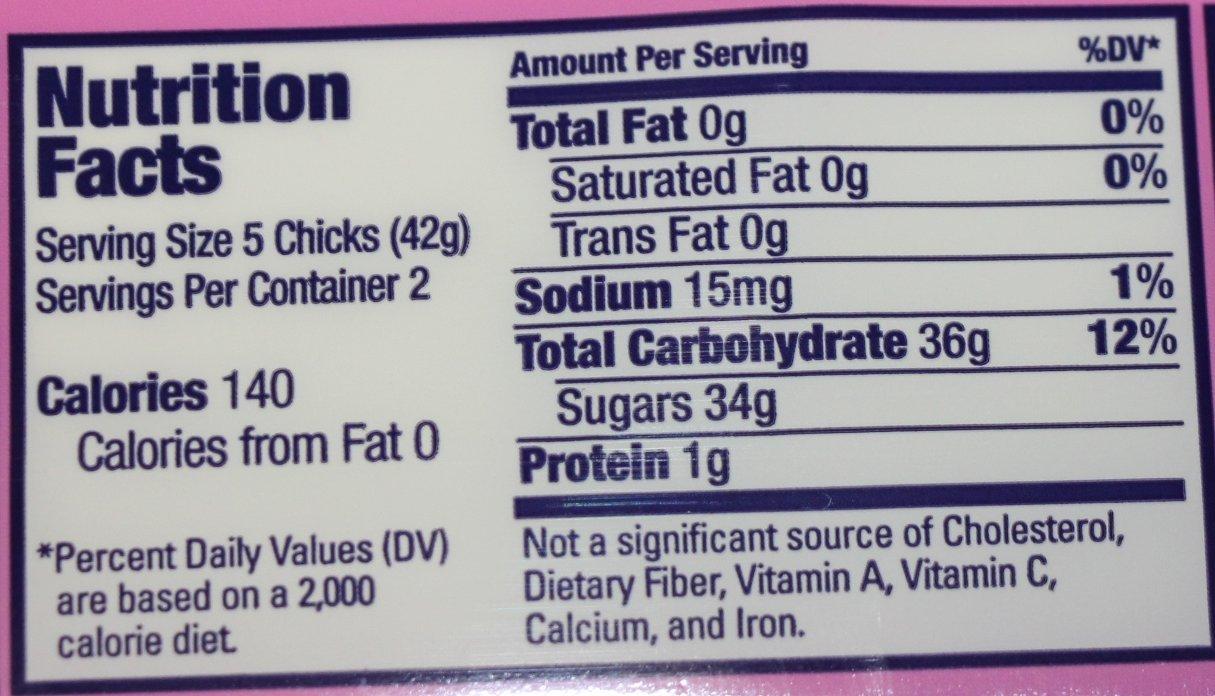 Nutrition
Facts
Serving Size 5 Chicks (42g)
Servings Per Container 2
Calories 140
Calories from Fat 0
*Percent Daily Values (DV)
are based on a 2,000
calorie diet.
Amount Per Serving %DV*
Total Fat 0g 0%
Saturated Fat 0g 0%
Trans Fat 0g
Sodium 15mg 1%
Total Carbohydrate 36g 12%
Sugars 34g
Protein 1g
Not a significant source of Cholesterol,
Dietary Fiber, Vitamin A, Vitamin C,
Calcium, and Iron.